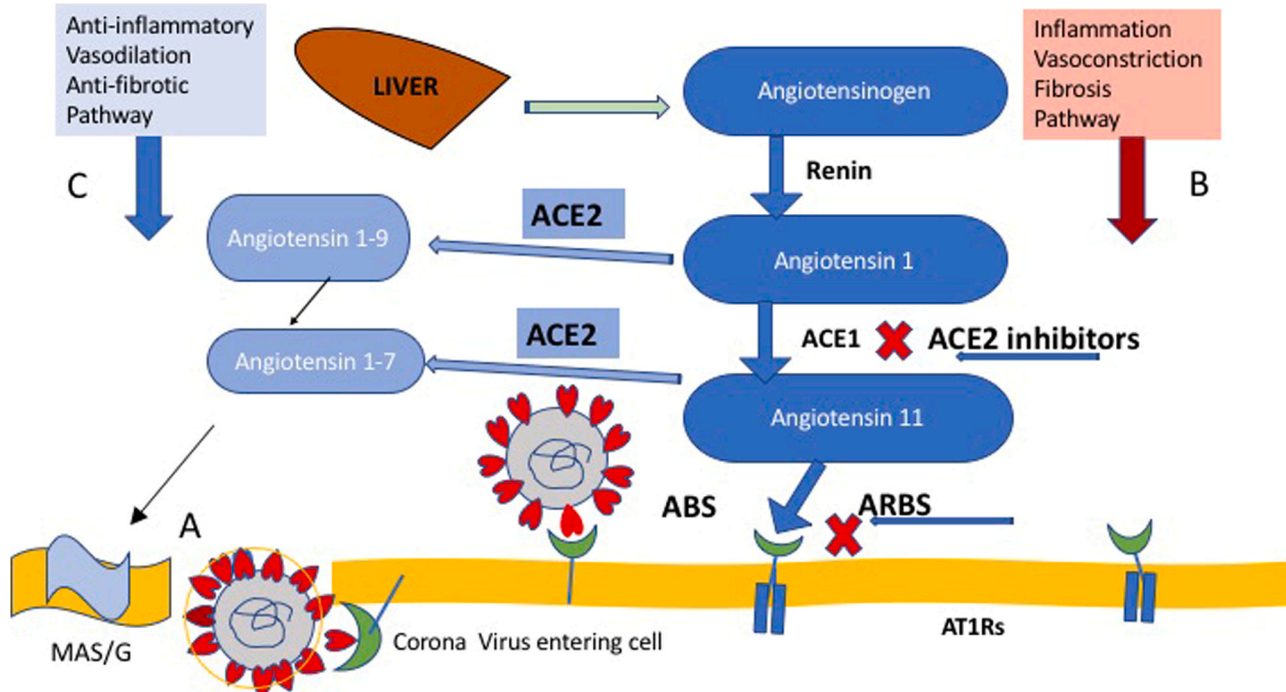 Anti-inflammatory
Vasodilation
Anti-fibrotic
Pathway
LIVER
Angiotensinogen
Inflammation
Vasoconstriction
Fibrosis
Pathway
C
Renin
B
ACE2
Angiotensin 1-9
Angiotensin 1
ACE2
ACE1
ACE2 inhibitors
Angiotensin 1-7
Angiotensin 11
ABS
ARBS
A
MAS/G
Corona Virus entering cell
AT1Rs